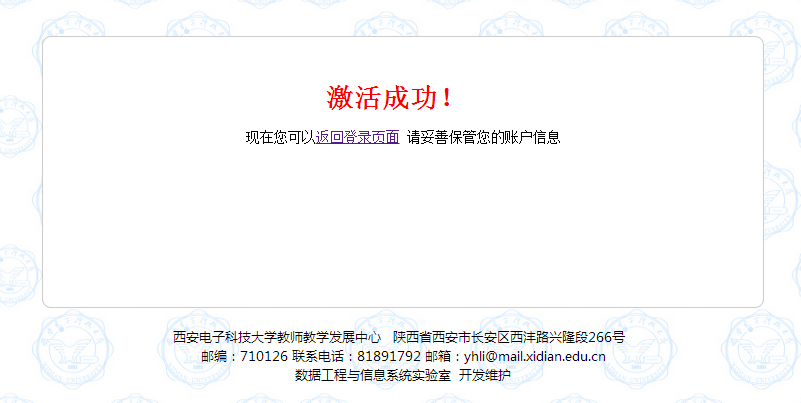 激活成功！
现在您可以返回登录页面 请妥善保管您的账户信息
西安电子科技大学教师教学发展中心 陕西省西安市长安区西沣路兴隆段266号
邮编：710126 联系电话：81891792 邮箱：yhli@mail.xidian.edu.cn
数据工程与信息系统实验室 开发维护